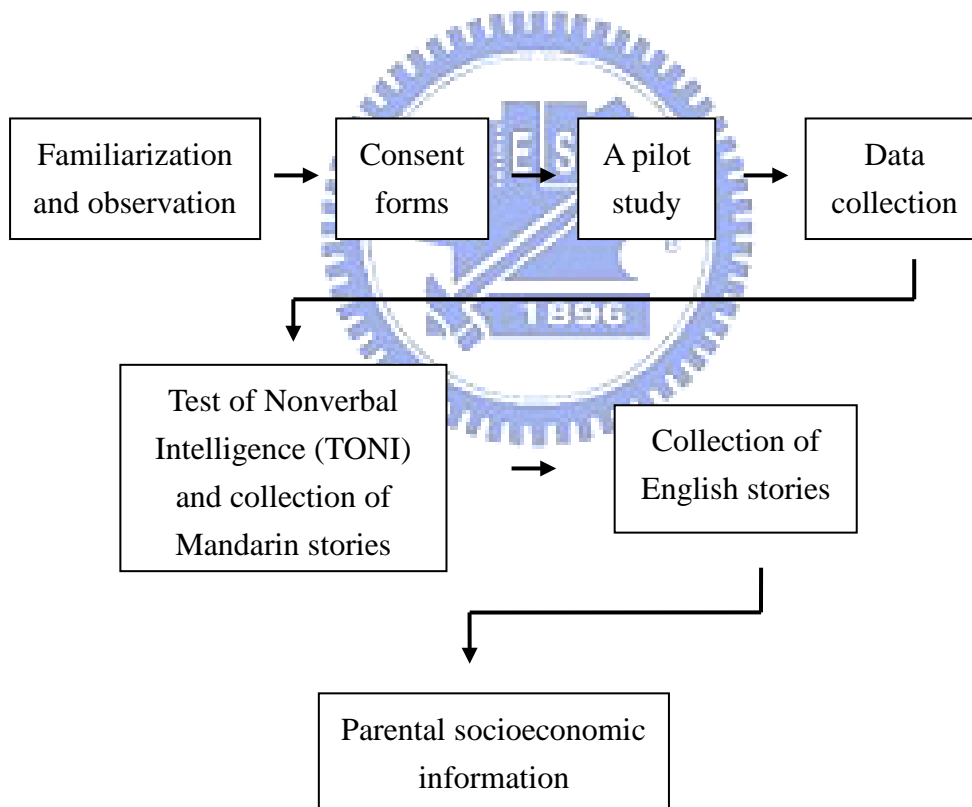 Familiarization
and observation
Consent
forms
A pilot
study
Data
collection
E S
1896
Test of Nonverbal
Intelligence (TONI)
and collection of
Mandarin stories
Collection of
English stories
Parental socioeconomic
information